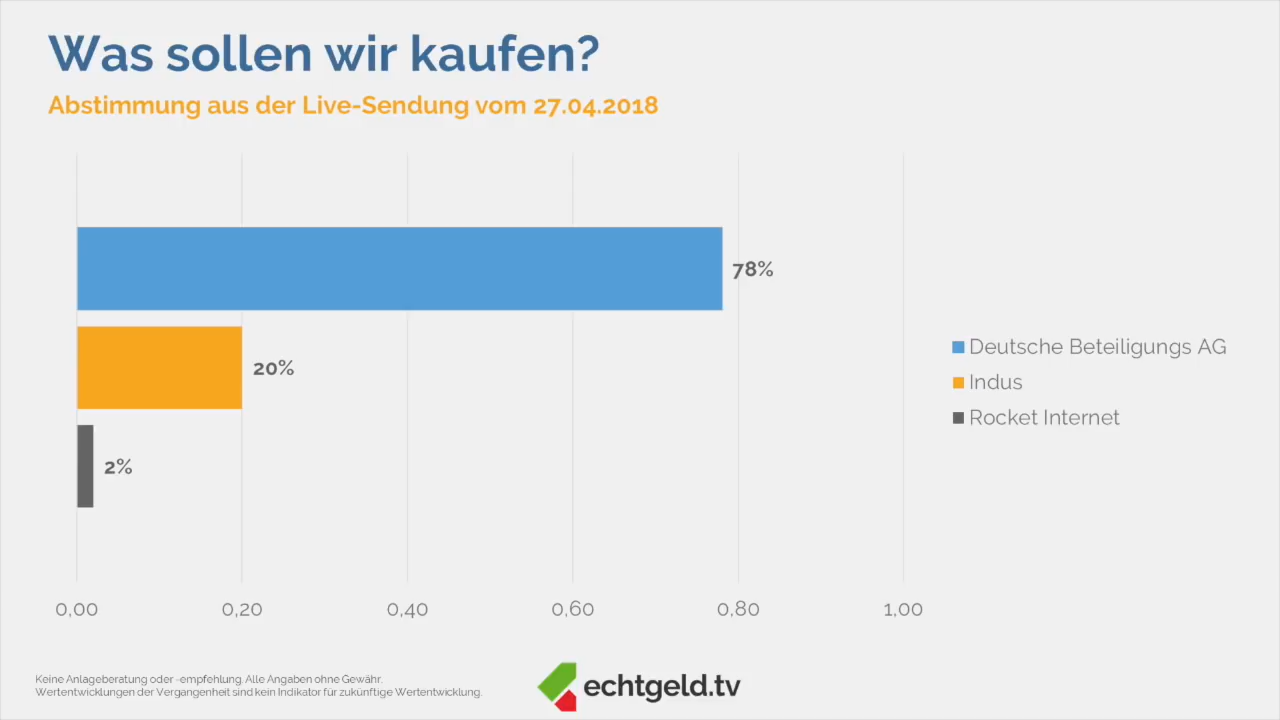 Was sollen wir kaufen?
Abstimmung aus der Live-Sendung vom 27.04.2018
78%
20%
2%
Deutsche Beteiligungs AG
Indus
Rocket Internet
0,00 0,20 0,40 0,60 0,80 1,00
Keine Anlageberatung oder -empfehlung. Alle Angaben ohne Gewähr.
Wertentwicklungen der Vergangenheit sind kein Indikator für zukünftige Wertentwicklung.
echtgeld.tv